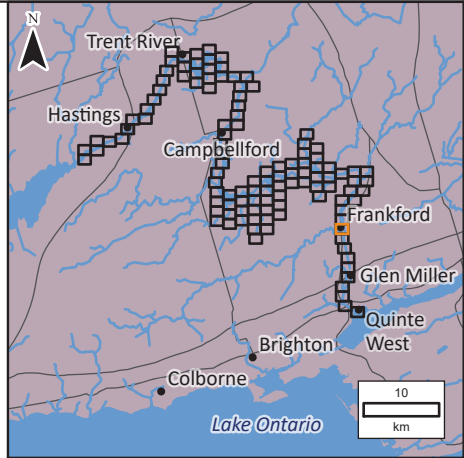 N
Trent River
Hastings
Campbellford
Frankford
Glen Miller
Quinte
West
Brighton
Colborne
Lake Ontario
10
km